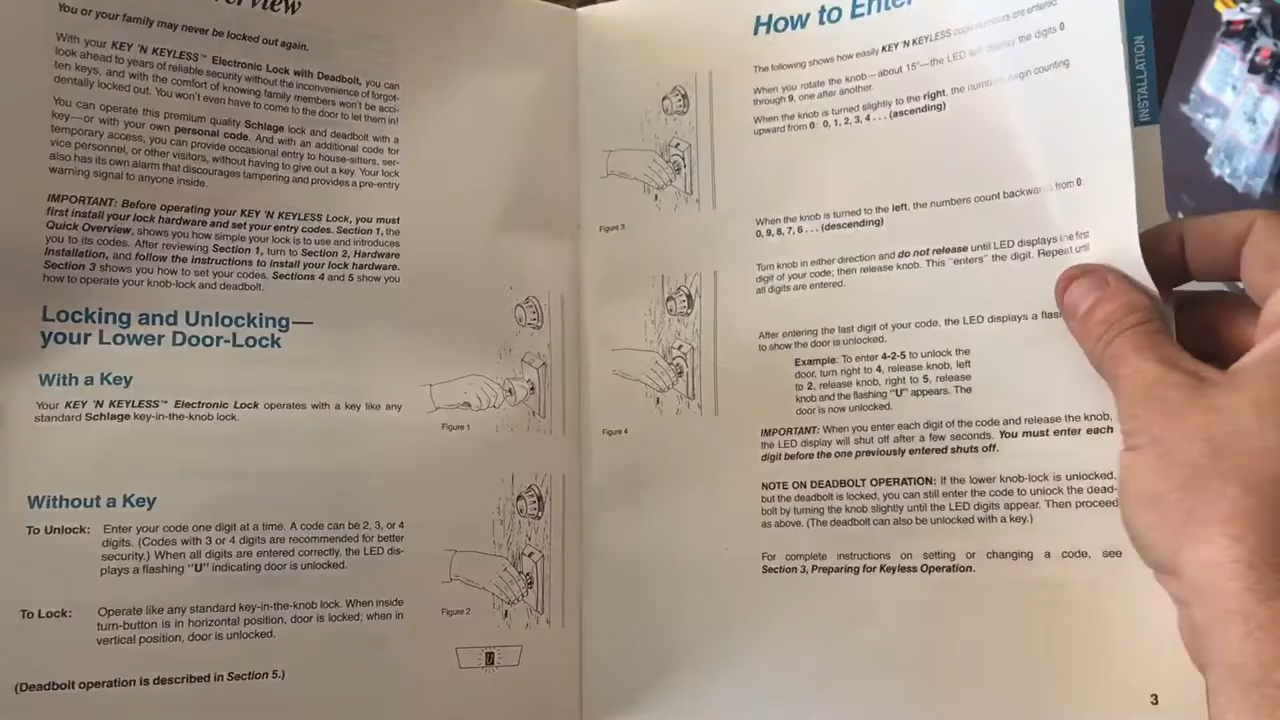 You or your family may never be locked out again.
With your KEY 'N KEYLESS™ Electronic Lock with Deadbolt, you can
look ahead to years of reliable security without the inconvenience of forgot-
ten keys, and with the comfort of knowing family members won't be acci-
dentally locked out. You won't even have to come to the door to let them in!
You can operate this premium quality Schlage lock and deadbolt with a
key—or with your own personal code. And with an additional code for
temporary access, you can provide occasional entry to house-sitters, ser-
vice personnel, or other visitors, without having to give out a key. Your lock
also has its own alarm that discourages tampering and provides a pre-entry
warning signal to anyone inside.
IMPORTANT: Before operating your KEY 'N KEYLESS Lock, you must
first install your lock hardware and set your entry codes. Section 1, the
Quick Overview, shows you how simple your lock is to use and introduces
you to its codes. After reviewing Section 1, turn to Section 2, Hardware
Installation, and follow the instructions to install your lock hardware.
Section 3 shows you how to set your codes. Sections 4 and 5 show you
how to operate your knob-lock and deadbolt.
Locking and Unlocking—
your Lower Door-Lock
With a Key
Your KEY 'N KEYLESS™ Electronic Lock operates with a key like any
standard Schlage key-in-the-knob lock.
Figure 1
Without a Key
To Unlock: Enter your code one digit at a time. A code can be 2, 3, or 4
digits. (Codes with 3 or 4 digits are recommended for better
security.) When all digits are entered correctly, the LED dis-
plays a flashing "U" indicating door is unlocked.
To Lock: Operate like any standard key-in-the-knob lock. When inside
turn-button is in horizontal position, door is locked; when in
vertical position, door is unlocked.
Figure 2
U
(Deadbolt operation is described in Section 5.)
How to Enter
The following shows how easily KEY 'N KEYLESS code numbers are entered.
When you rotate the knob—about 15°—the LED will display the digits 0
through 9, one after another.
When the knob is turned slightly to the right, the numbers begin counting
upward from 0: 0, 1, 2, 3, 4 . . . (ascending)
Figure 3
When the knob is turned to the left, the numbers count backward from 0:
0, 9, 8, 7, 6 . . . (descending)
Turn knob in either direction and do not release until LED displays the first
digit of your code; then release knob. This "enters" the digit. Repeat until
all digits are entered.
Figure 4
After entering the last digit of your code, the LED displays a
to show the door is unlocked.
Example: To enter 4-2-5 to unlock the
door, turn right to 4, release knob, left
to 2, release knob, right to 5, release
knob and the flashing "U" appears. The
door is now unlocked.
IMPORTANT: When you enter each digit of the code and release the knob,
the LED display will shut off after a few seconds. You must enter each
digit before the one previously entered shuts off.
NOTE ON DEADBOLT OPERATION: If the lower knob-lock is unlocked,
but the deadbolt is locked, you can still enter the code to unlock the dead-
bolt by turning the knob slightly until the LED digits appear. Then proceed
as above. (The deadbolt can also be unlocked with a key.)
For complete instructions on setting or changing a code, see
Section 3, Preparing for Keyless Operation.
3
INSTALLATION